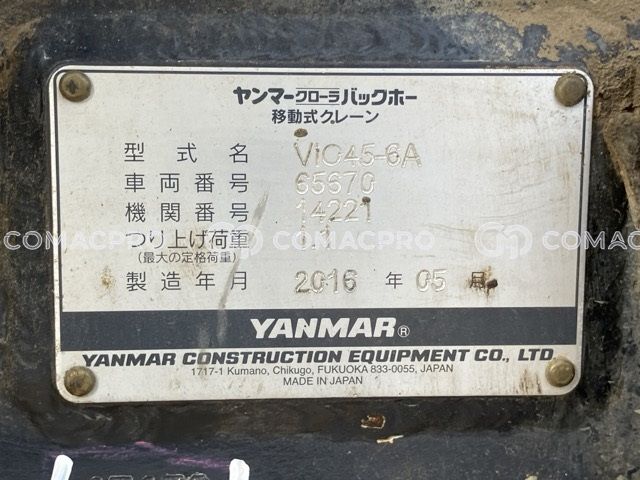 ヤンマークローラバックホー
移動式クレーン
型式名 ViO45-6A
車両番号 65670
機関番号 14221
つり上げ荷重
(最大の定格荷重)
COMACPRO COMACPRO COMACPRO
製造年月 2016 年 05 月
YANMAR®
YANMAR CONSTRUCTION EQUIPMENT CO., LTD.
1717-1 Kumano, Chikugo, FUKUOKA 833-0055, JAPAN
MADE IN JAPAN